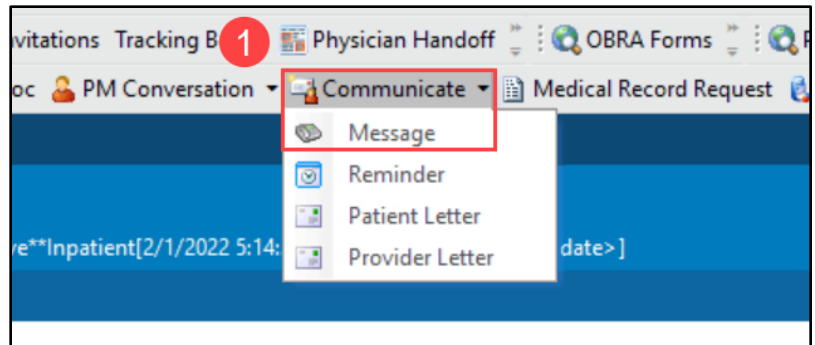 vitations Tracking B 1 Physician Handoff OBRA Forms
oc PM Conversation Communicate Medical Record Request
Message
Reminder
Patient Letter
ve**Inpatient[2/1/2022 5:14: date>]
Provider Letter